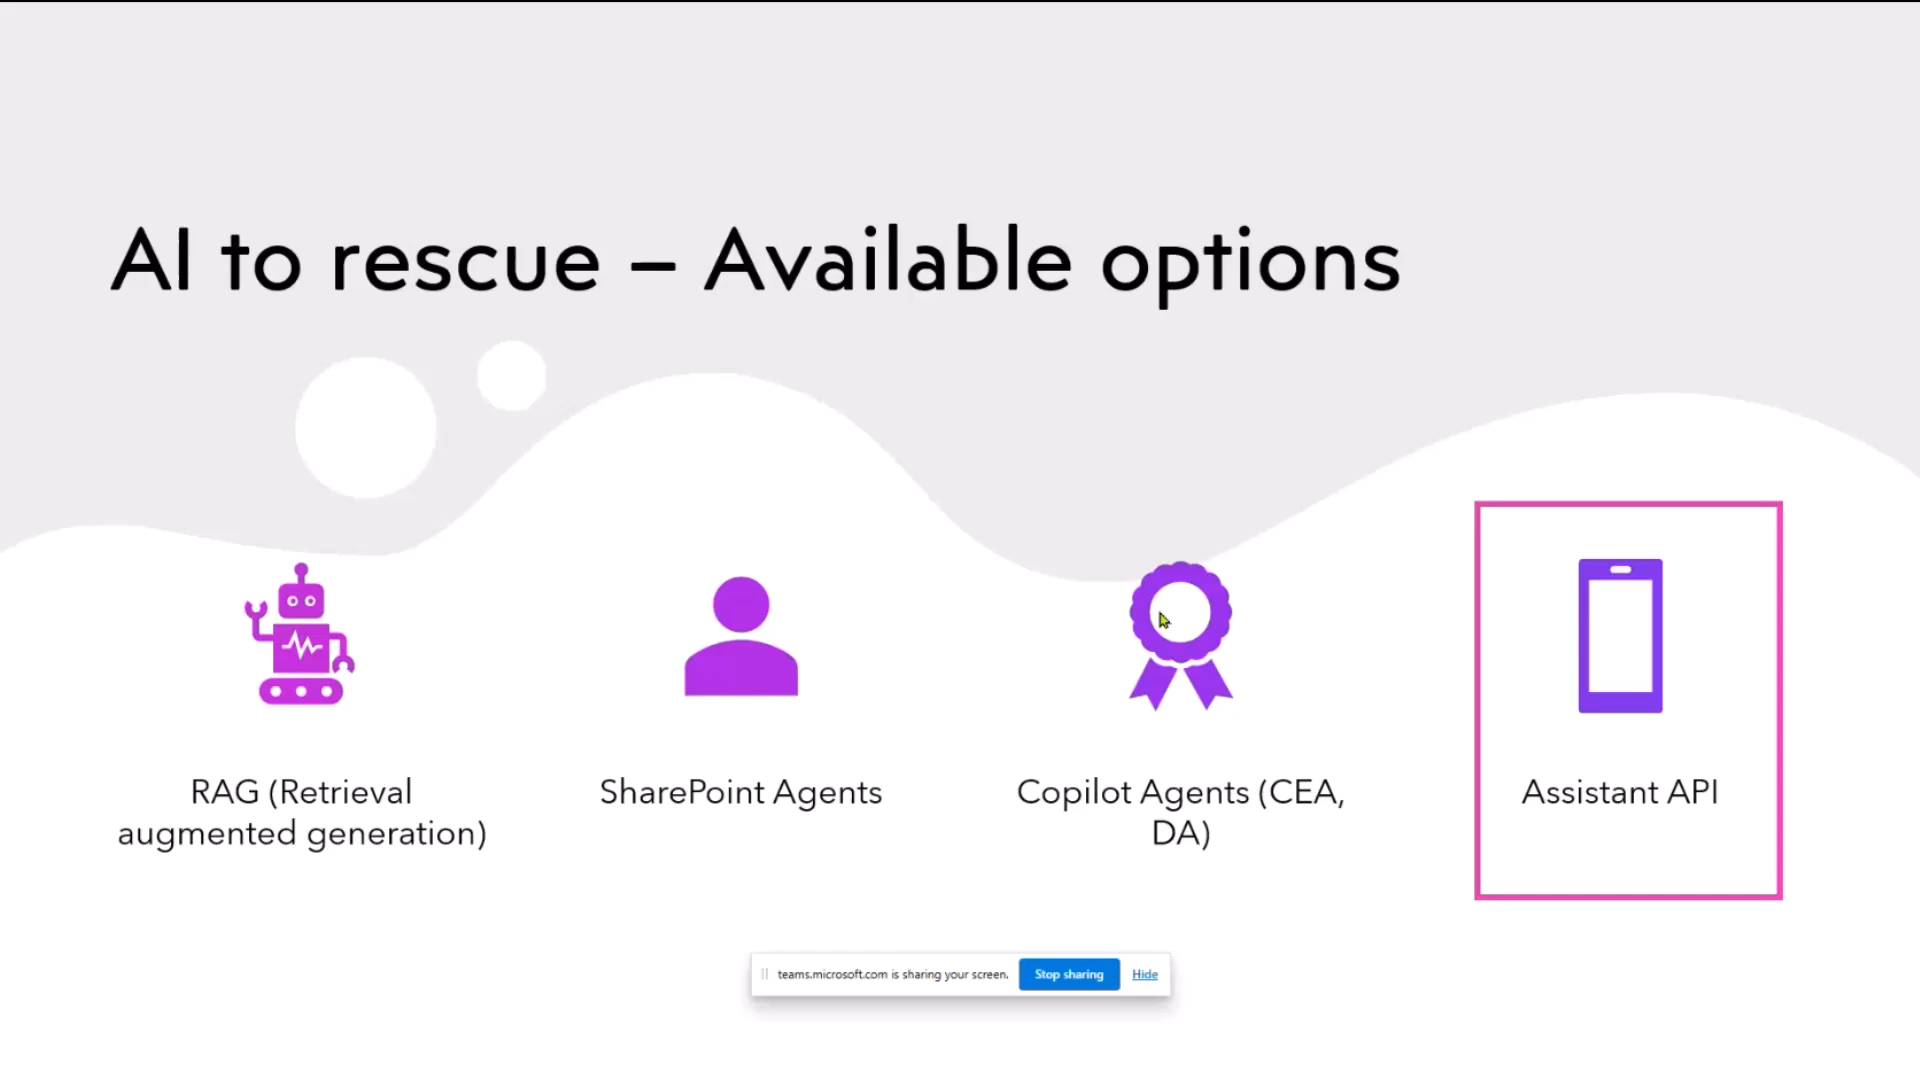 AI to rescue – Available options
RAG (Retrieval
augmented generation)
SharePoint Agents
Copilot Agents (CEA,
DA)
Assistant API
teams.microsoft.com is sharing your screen.
Stop sharing
Hide